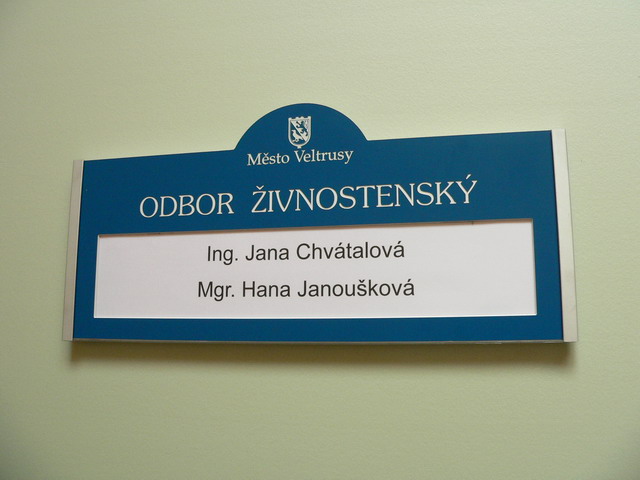 Město Veltrusy
ODBOR ŽIVNOSTENSKÝ
Ing. Jana Chvátalová
Mgr. Hana Janoušková